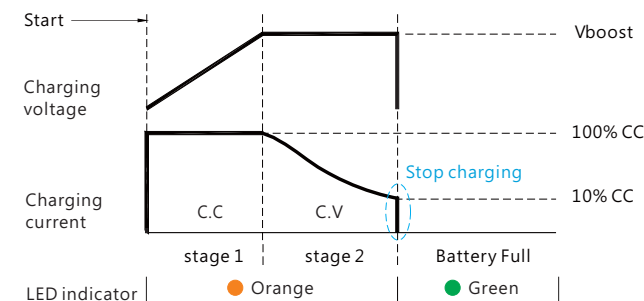 Start
Vboost
Charging
voltage
100% CC
Stop charging
Charging
current
C.C
C.V
10% CC
stage 1
stage 2
Battery Full
LED indicator
Orange
Green